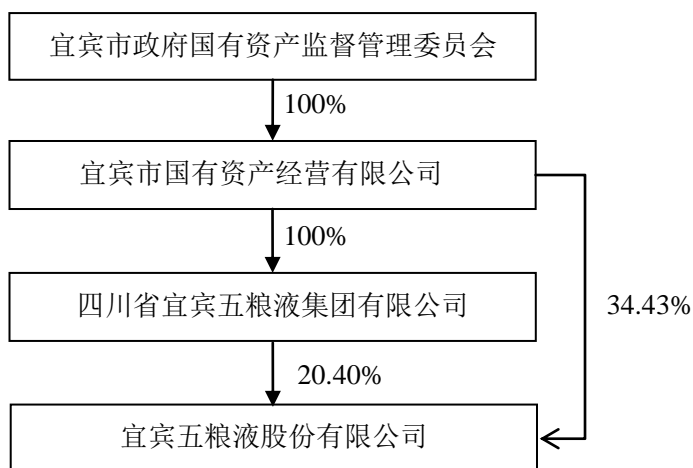 宜宾市政府国有资产监督管理委员会
100%
宜宾市国有资产经营有限公司
100%
四川省宜宾五粮液集团有限公司
34.43%
20.40%
宜宾五粮液股份有限公司